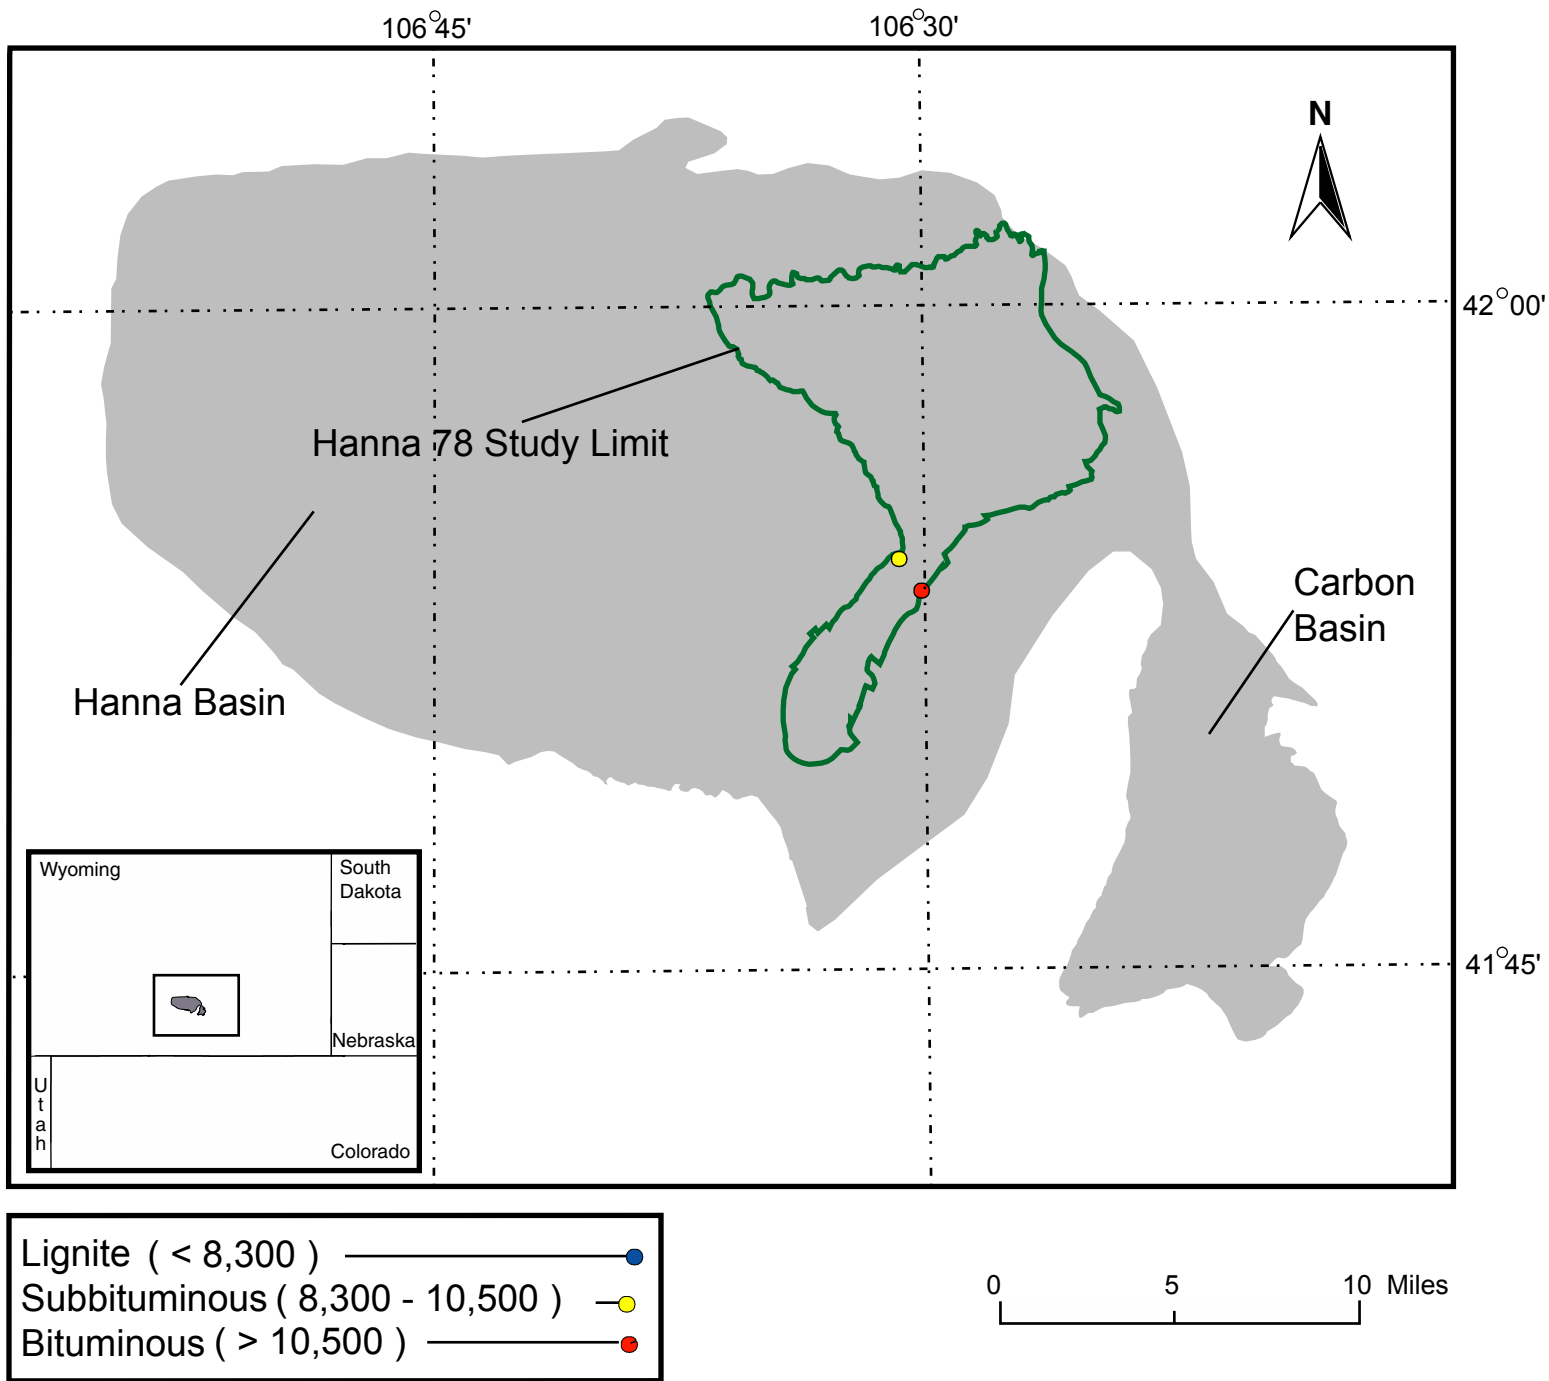 106°45'
106°30'
N
42°00'
Hanna 78 Study Limit
Carbon
Basin
Hanna Basin
Wyoming
South
Dakota
41°45'
Nebraska
Utah
Colorado
Lignite ( < 8,300 )
Subbituminous ( 8,300 - 10,500 )
Bituminous ( > 10,500 )
0 5 10 Miles